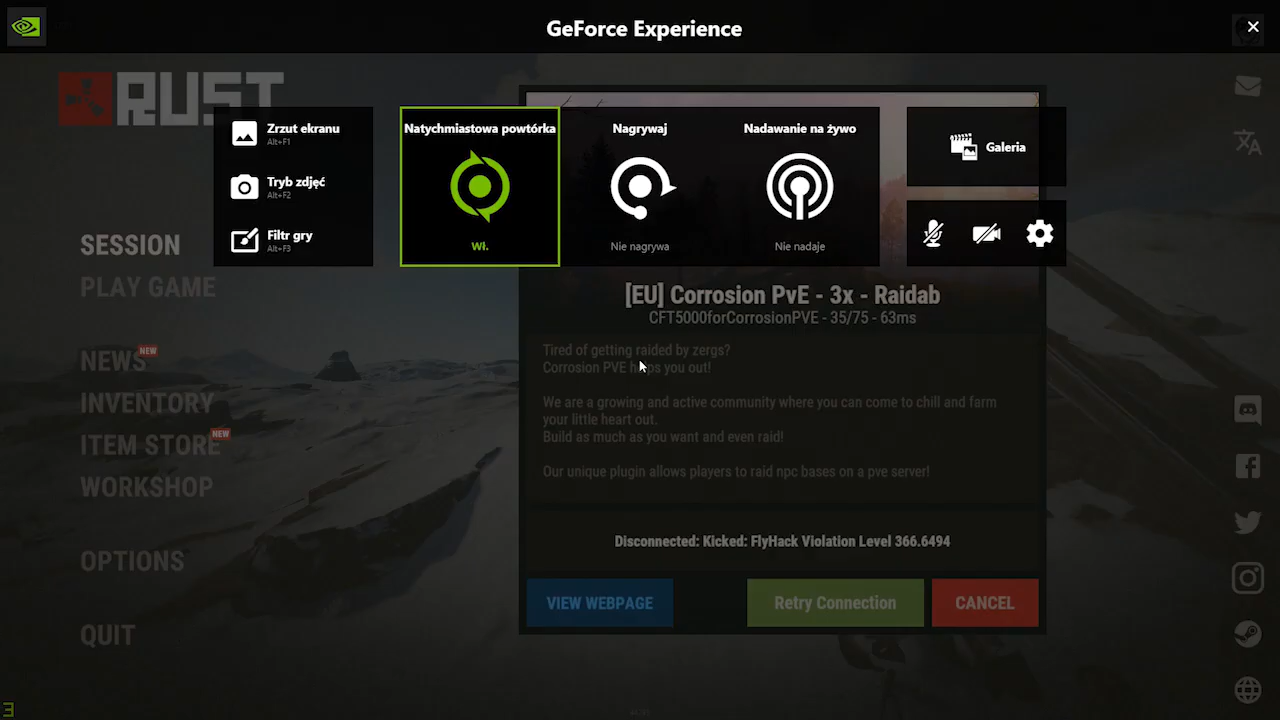 GeForce Experience
RUST
Zrzut ekranu
Alt+F1
Tryb zdjęć
Alt+F2
Filtr gry
Alt+F3
Natychmiastowa powtórka
Wł.
Nagrywaj
Nie nagrywa
Nadawanie na żywo
Nie nadaje
Galeria
SESSION
PLAY GAME
NEWS NEW
INVENTORY
ITEM STORE NEW
WORKSHOP
OPTIONS
QUIT
[EU] Corrosion PvE - 3x - Raidab
CFT5000forCorrosionPVE - 35/75 - 63ms
Tired of getting raided by zergs?
Corrosion PVE helps you out!
We are a growing and active community where you can come to chill and farm
your little heart out.
Build as much as you want and even raid!
Our unique plugin allows players to raid npc bases on a pve server!
Disconnected: Kicked: FlyHack Violation Level 366.6494
VIEW WEBPAGE
Retry Connection
CANCEL
3